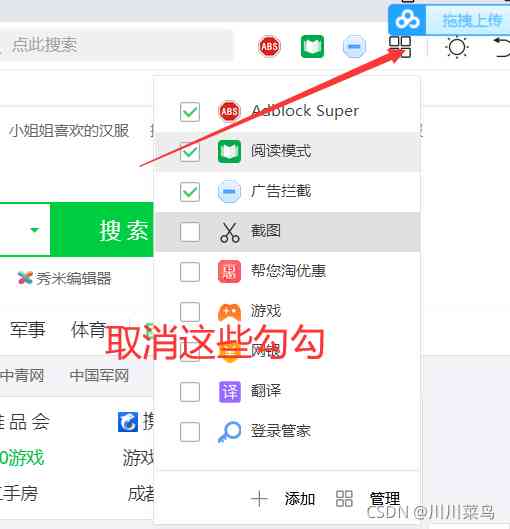 拖拽上传
点此搜索
ABS
小姐姐喜欢的汉服
ABS Adblock Super
阅读模式
广告拦截
搜索
截图
秀米编辑器
惠 帮您淘优惠
军事 体育
游戏
取消这些勾勾
网银
中青网 中国军网
译 翻译
品会
登录管家
0游戏
游戏
二手房
成都
添加 管理
CSDN @川川菜鸟